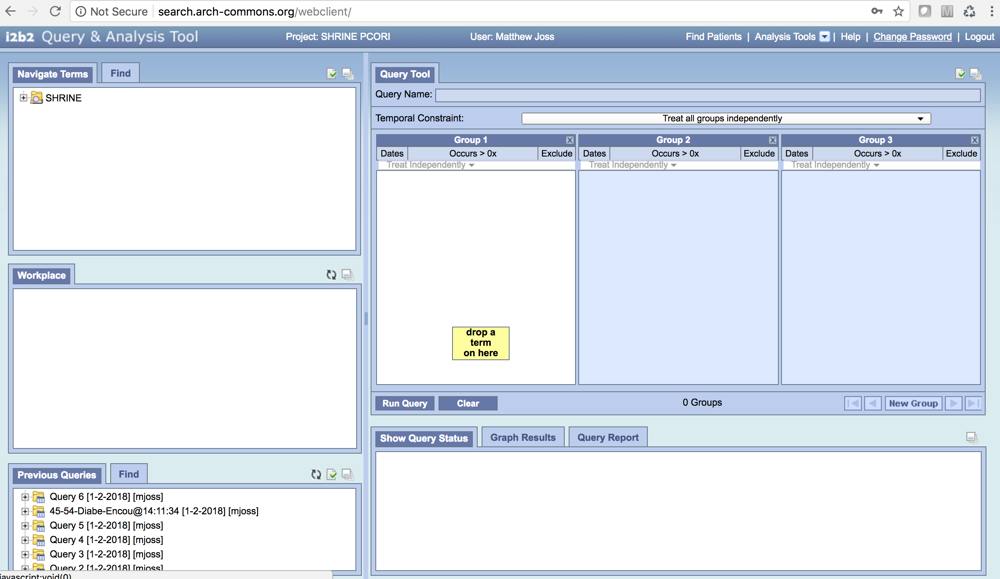 Not Secure search.arch-commons.org/webclient/
i2b2 Query & Analysis Tool Project: SHRINE PCORI User: Matthew Joss Find Patients | Analysis Tools | Help | Change Password | Logout
Navigate Terms Find
SHRINE
Workplace
Previous Queries Find
Query 6 [1-2-2018] [mjoss]
45-54-Diabe-Encou@14:11:34 [1-2-2018] [mjoss]
Query 5 [1-2-2018] [mjoss]
Query 4 [1-2-2018] [mjoss]
Query 3 [1-2-2018] [mjoss]
Query 2 [1-2-2018] [mjoss]
javascript:void(0)
Query Tool
Query Name:
Temporal Constraint: Treat all groups independently
Group 1 X Group 2 X Group 3 X
Dates Occurs > 0x Exclude Dates Occurs > 0x Exclude Dates Occurs > 0x Exclude
Treat Independently Treat Independently Treat Independently
drop a
term
on here
Run Query Clear 0 Groups New Group
Show Query Status Graph Results Query Report